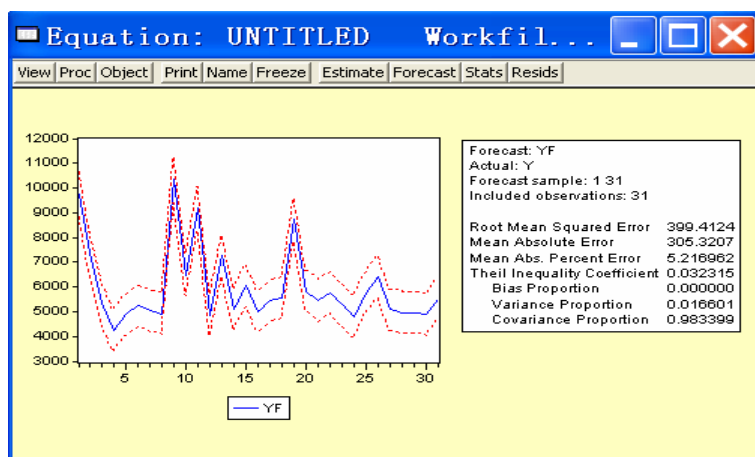 Equation: UNTITLED Workfil...
View Proc Object Print Name Freeze Estimate Forecast Stats Resids
12000
11000
10000
9000
8000
7000
6000
5000
4000
3000
5 10 15 20 25 30
YF
Forecast: YF
Actual: Y
Forecast sample: 1 31
Included observations: 31
Root Mean Squared Error 399.4124
Mean Absolute Error 305.3207
Mean Abs. Percent Error 5.216962
Theil Inequality Coefficient 0.032315
Bias Proportion 0.000000
Variance Proportion 0.016601
Covariance Proportion 0.983399